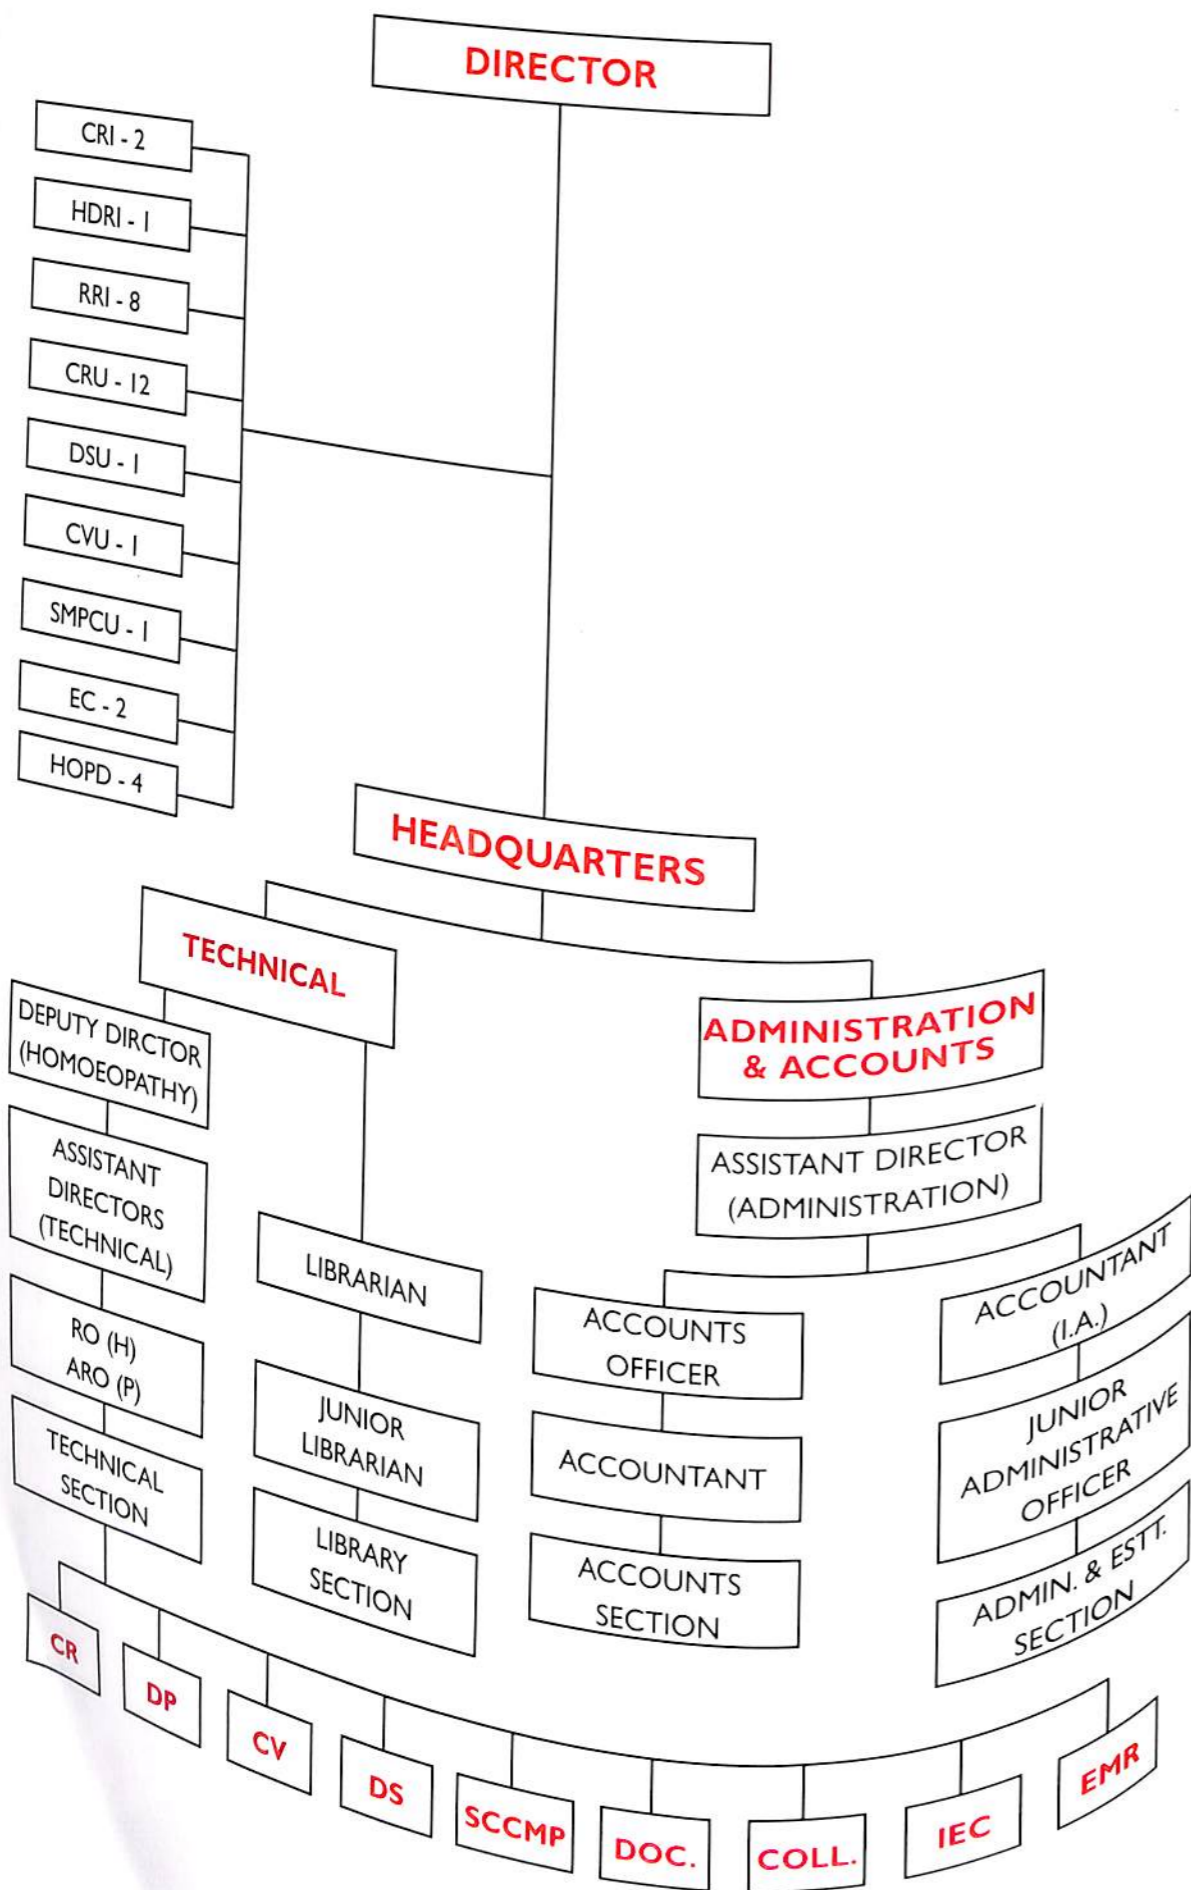 DIRECTOR
CRI - 2
HDRI - 1
RRI - 8
CRU - 12
DSU - 1
CVU - 1
SMPCU - 1
EC - 2
HOPD - 4
HEADQUARTERS
TECHNICAL
ADMINISTRATION
& ACCOUNTS
DEPUTY DIRCTOR
(HOMOEOPATHY)
ASSISTANT
DIRECTORS
(TECHNICAL)
RO (H)
ARO (P)
TECHNICAL
SECTION
LIBRARIAN
JUNIOR
LIBRARIAN
LIBRARY
SECTION
ASSISTANT DIRECTOR
(ADMINISTRATION)
ACCOUNTS
OFFICER
ACCOUNTANT
ACCOUNTS
SECTION
ACCOUNTANT
(I.A.)
JUNIOR
ADMINISTRATIVE
OFFICER
ADMIN. & ESTT.
SECTION
CR
DP
CV
DS
SCCMP
DOC.
COLL.
IEC
EMR